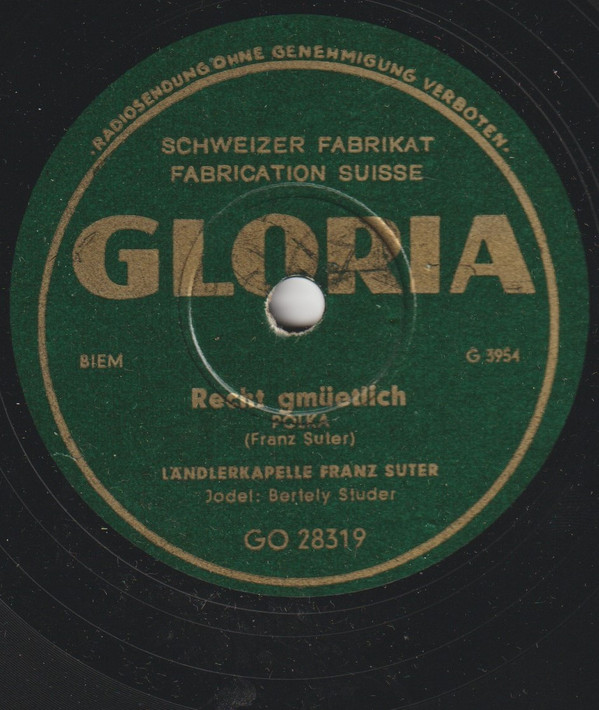 ·RADIOSENDUNG OHNE GENEHMIGUNG VERBOTEN·
SCHWEIZER FABRIKAT
FABRICATION SUISSE
GLORIA
BIEM
G 3954
Recht gmüetlich
POLKA
(Franz Suter)
LÄNDLERKAPELLE FRANZ SUTER
Jodel: Bertely Studer
GO 28319